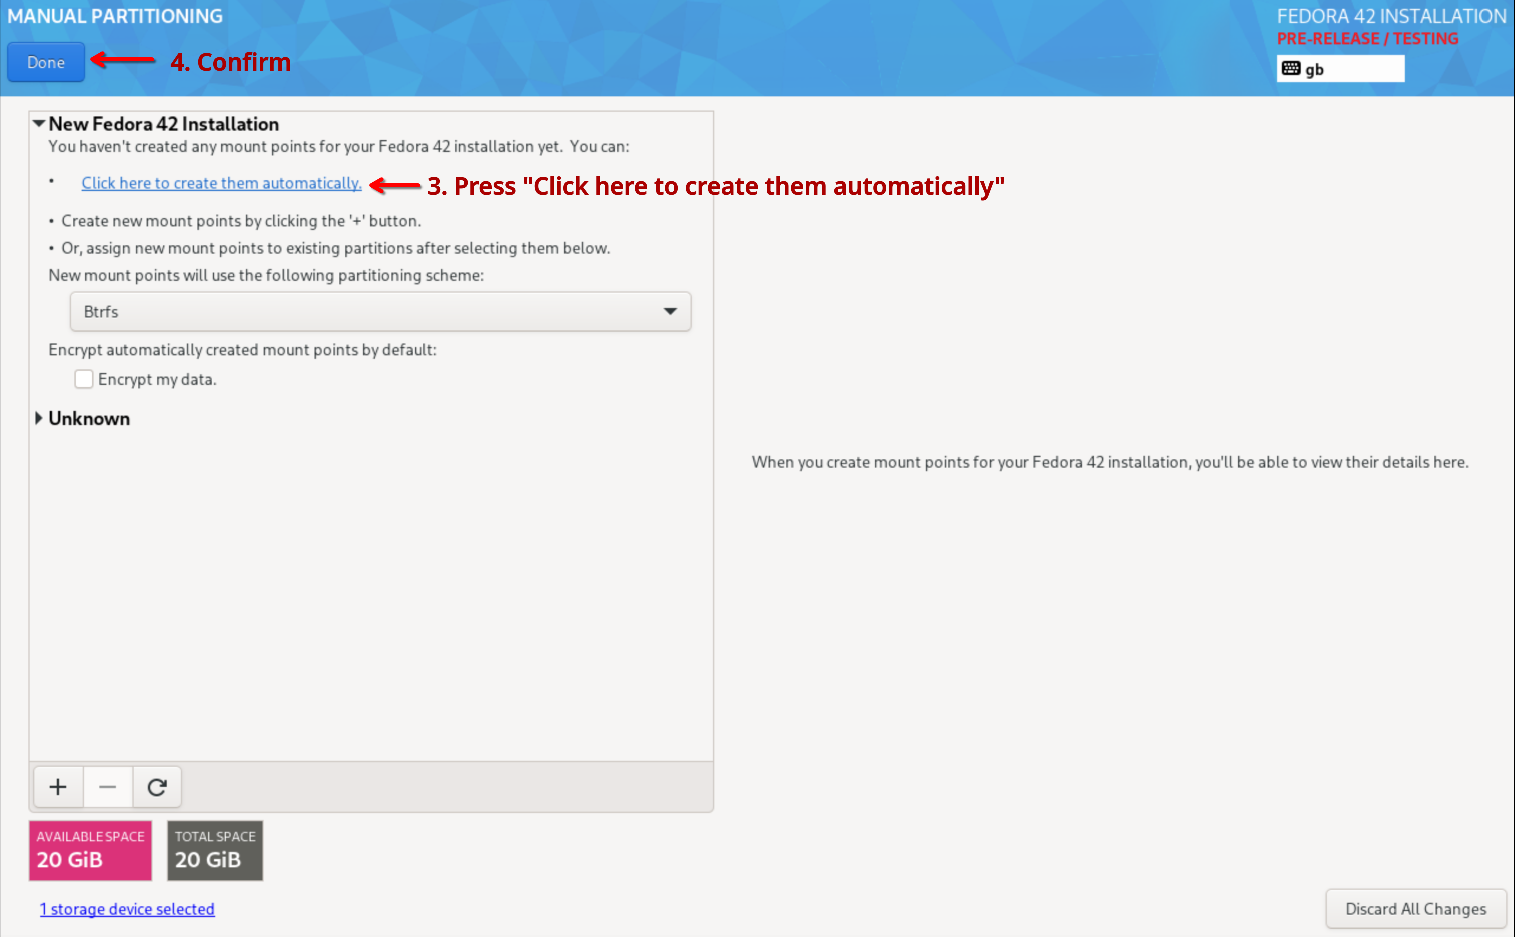 MANUAL PARTITIONING
FEDORA 42 INSTALLATION
PRE-RELEASE / TESTING
Done
4. Confirm
gb
New Fedora 42 Installation
You haven't created any mount points for your Fedora 42 installation yet.  You can:
• Click here to create them automatically.
3. Press "Click here to create them automatically"
• Create new mount points by clicking the '+' button.
• Or, assign new mount points to existing partitions after selecting them below.
New mount points will use the following partitioning scheme:
Btrfs
Encrypt automatically created mount points by default:
Encrypt my data.
Unknown
When you create mount points for your Fedora 42 installation, you'll be able to view their details here.
AVAILABLE SPACE
20 GiB
TOTAL SPACE
20 GiB
1 storage device selected
Discard All Changes